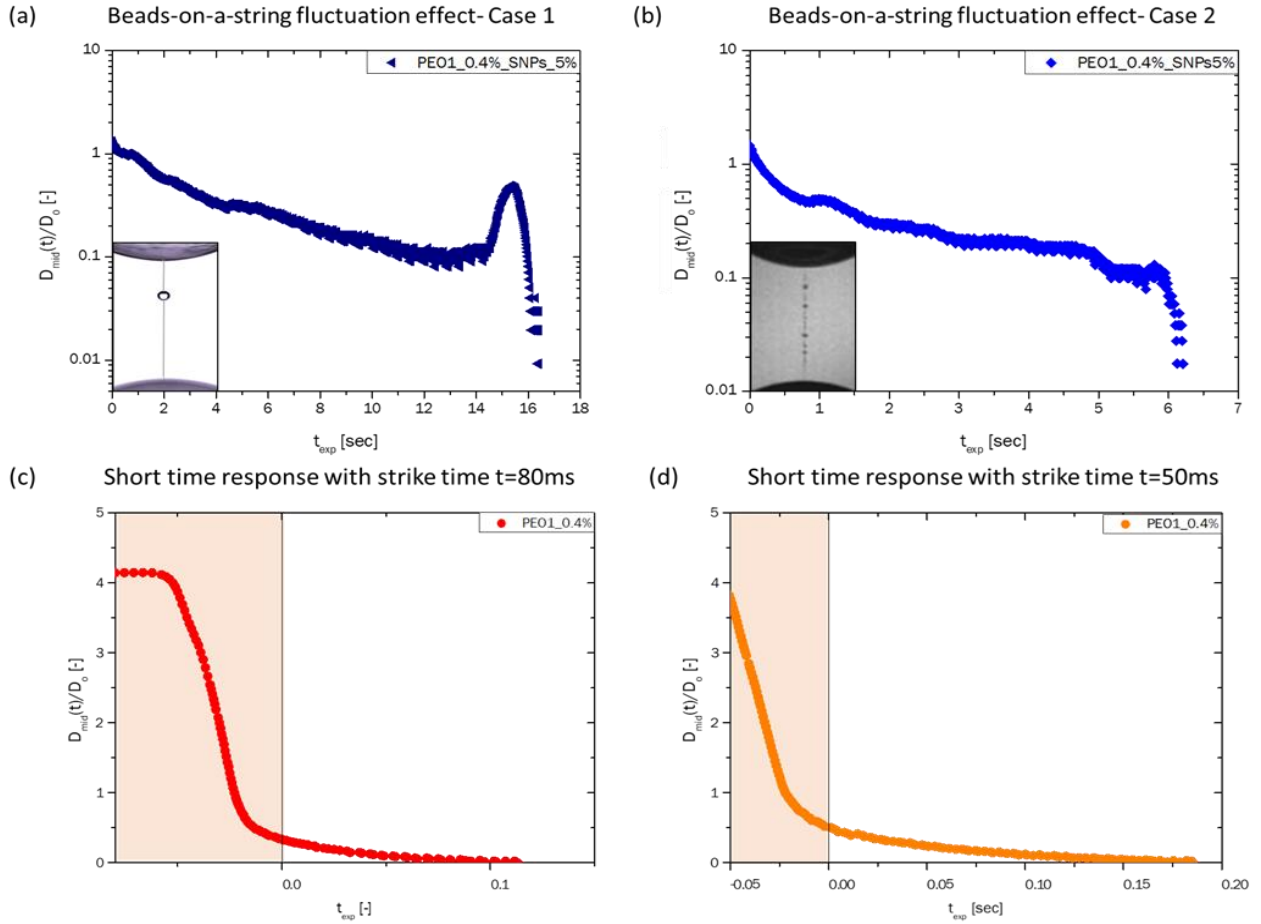 (a) Beads-on-a-string fluctuation effect- Case 1
PEO1_0.4%_SNPs_5%
10
1
0.1
0.01
D_mid(t)/D_o [-]
0 2 4 6 8 10 12 14 16 18
t_exp [sec]
(b) Beads-on-a-string fluctuation effect- Case 2
PEO1_0.4%_SNPs5%
10
1
0.1
0.01
D_mid(t)/D_o [-]
0 1 2 3 4 5 6 7
t_exp [sec]
(c) Short time response with strike time t=80ms
PEO1_0.4%
5
4
3
2
1
0
D_mid(t)/D_o [-]
0.0 0.1
t_exp [-]
(d) Short time response with strike time t=50ms
PEO1_0.4%
5
4
3
2
1
0
D_mid(t)/D_o [-]
-0.05 0.00 0.05 0.10 0.15 0.20
t_exp [sec]